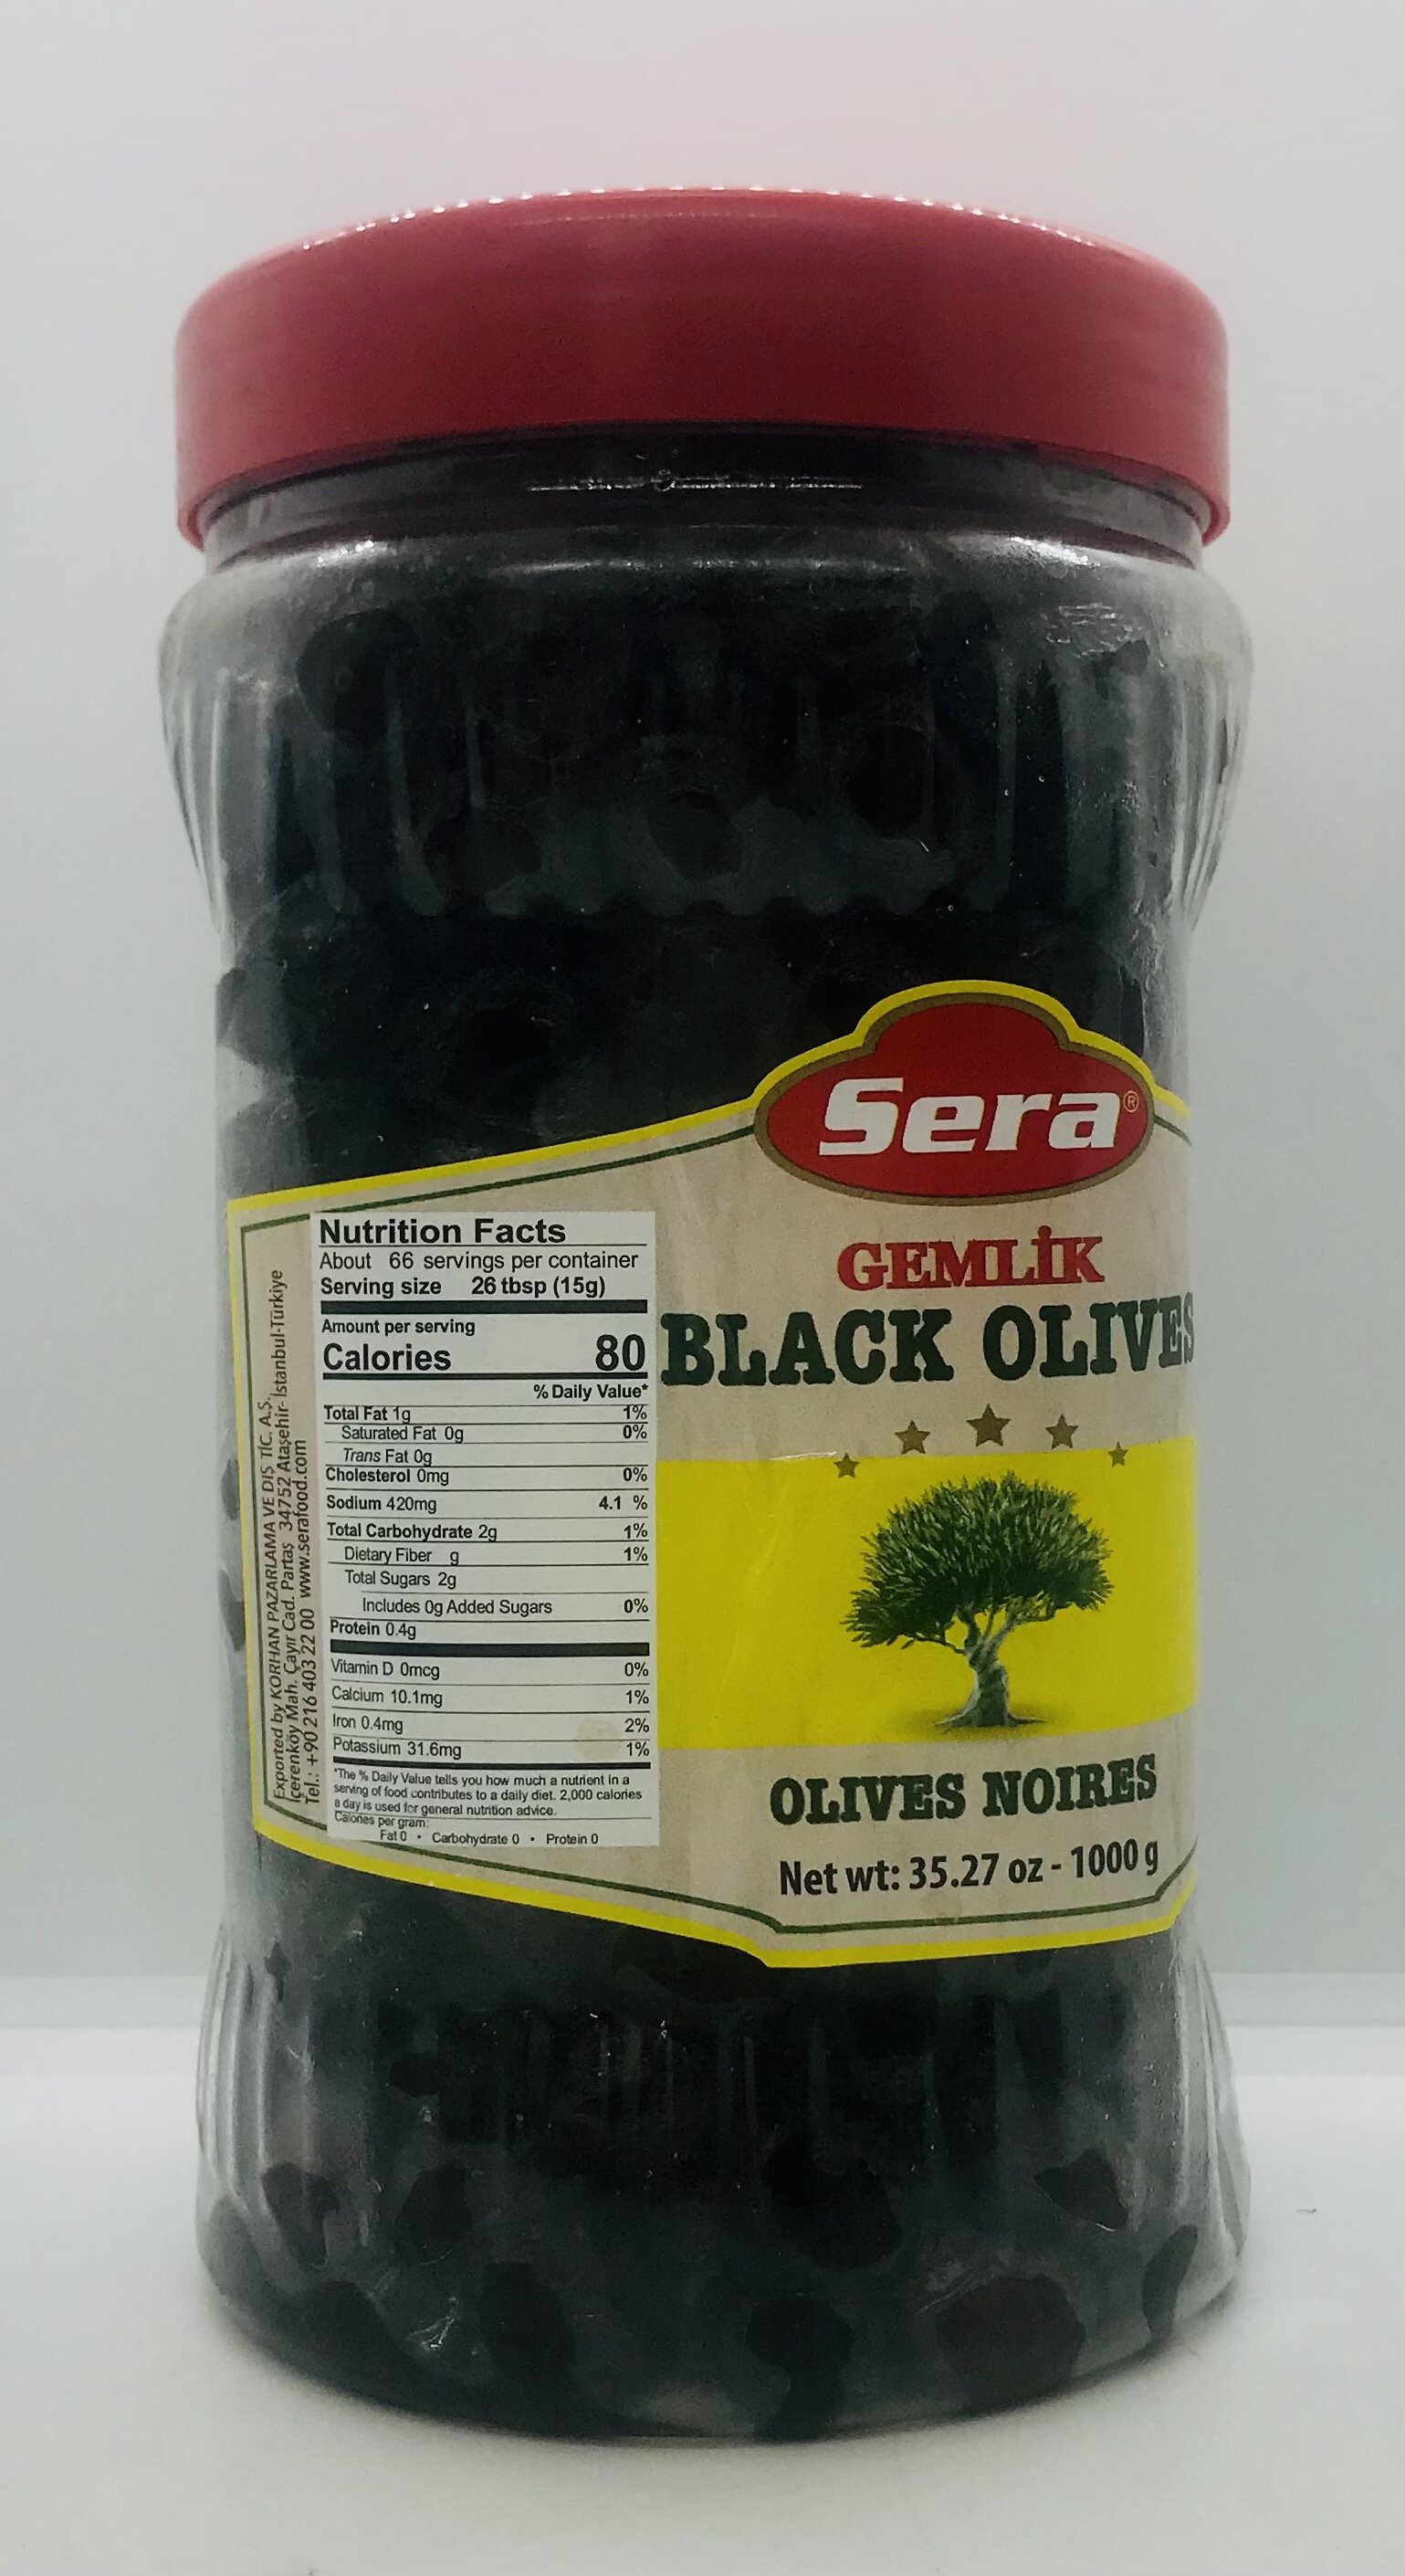 Sera®
GEMLİK
BLACK OLIVES
OLIVES NOIRES
Net wt: 35.27 oz - 1000 g
Nutrition Facts
About 66 servings per container
Serving size 26 tbsp (15g)
Amount per serving
Calories 80
% Daily Value*
Total Fat 1g 1%
Saturated Fat 0g 0%
Trans Fat 0g
Cholesterol 0mg 0%
Sodium 420mg 4.1 %
Total Carbohydrate 2g 1%
Dietary Fiber g 1%
Total Sugars 2g
Includes 0g Added Sugars 0%
Protein 0.4g
Vitamin D 0mcg 0%
Calcium 10.1mg 1%
Iron 0.4mg 2%
Potassium 31.6mg 1%
*The % Daily Value tells you how much a nutrient in a
serving of food contributes to a daily diet. 2,000 calories
a day is used for general nutrition advice.
Calories per gram:
Fat 0 • Carbohydrate 0 • Protein 0
Exported by KORHAN PAZARLAMA VE DIŞ TİC. A.Ş.
İçerenköy Mah. Çayır Cad. Partaş 34752 Ataşehir- İstanbul-Türkiye
Tel.: +90 216 403 22 00 www.serafood.com